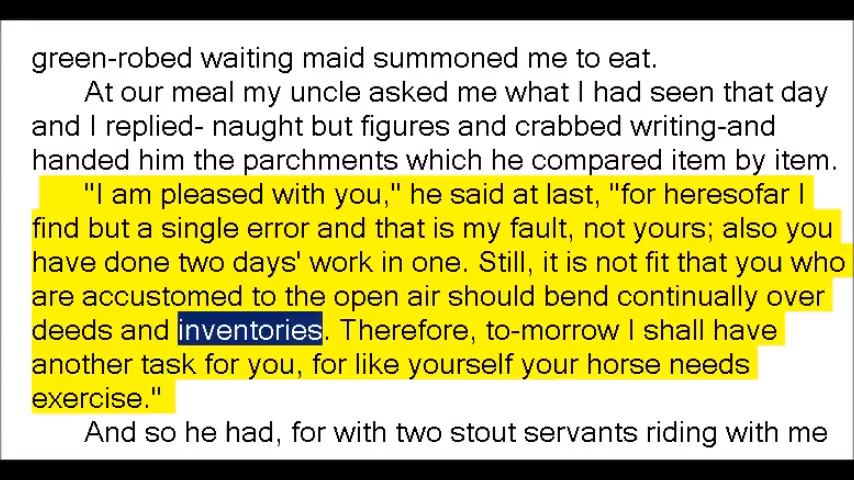 green-robed waiting maid summoned me to eat.
At our meal my uncle asked me what I had seen that day
and I replied- naught but figures and crabbed writing-and
handed him the parchments which he compared item by item.
"I am pleased with you," he said at last, "for heresofar I
find but a single error and that is my fault, not yours; also you
have done two days' work in one. Still, it is not fit that you who
are accustomed to the open air should bend continually over
deeds and inventories. Therefore, to-morrow I shall have
another task for you, for like yourself your horse needs
exercise."
And so he had, for with two stout servants riding with me